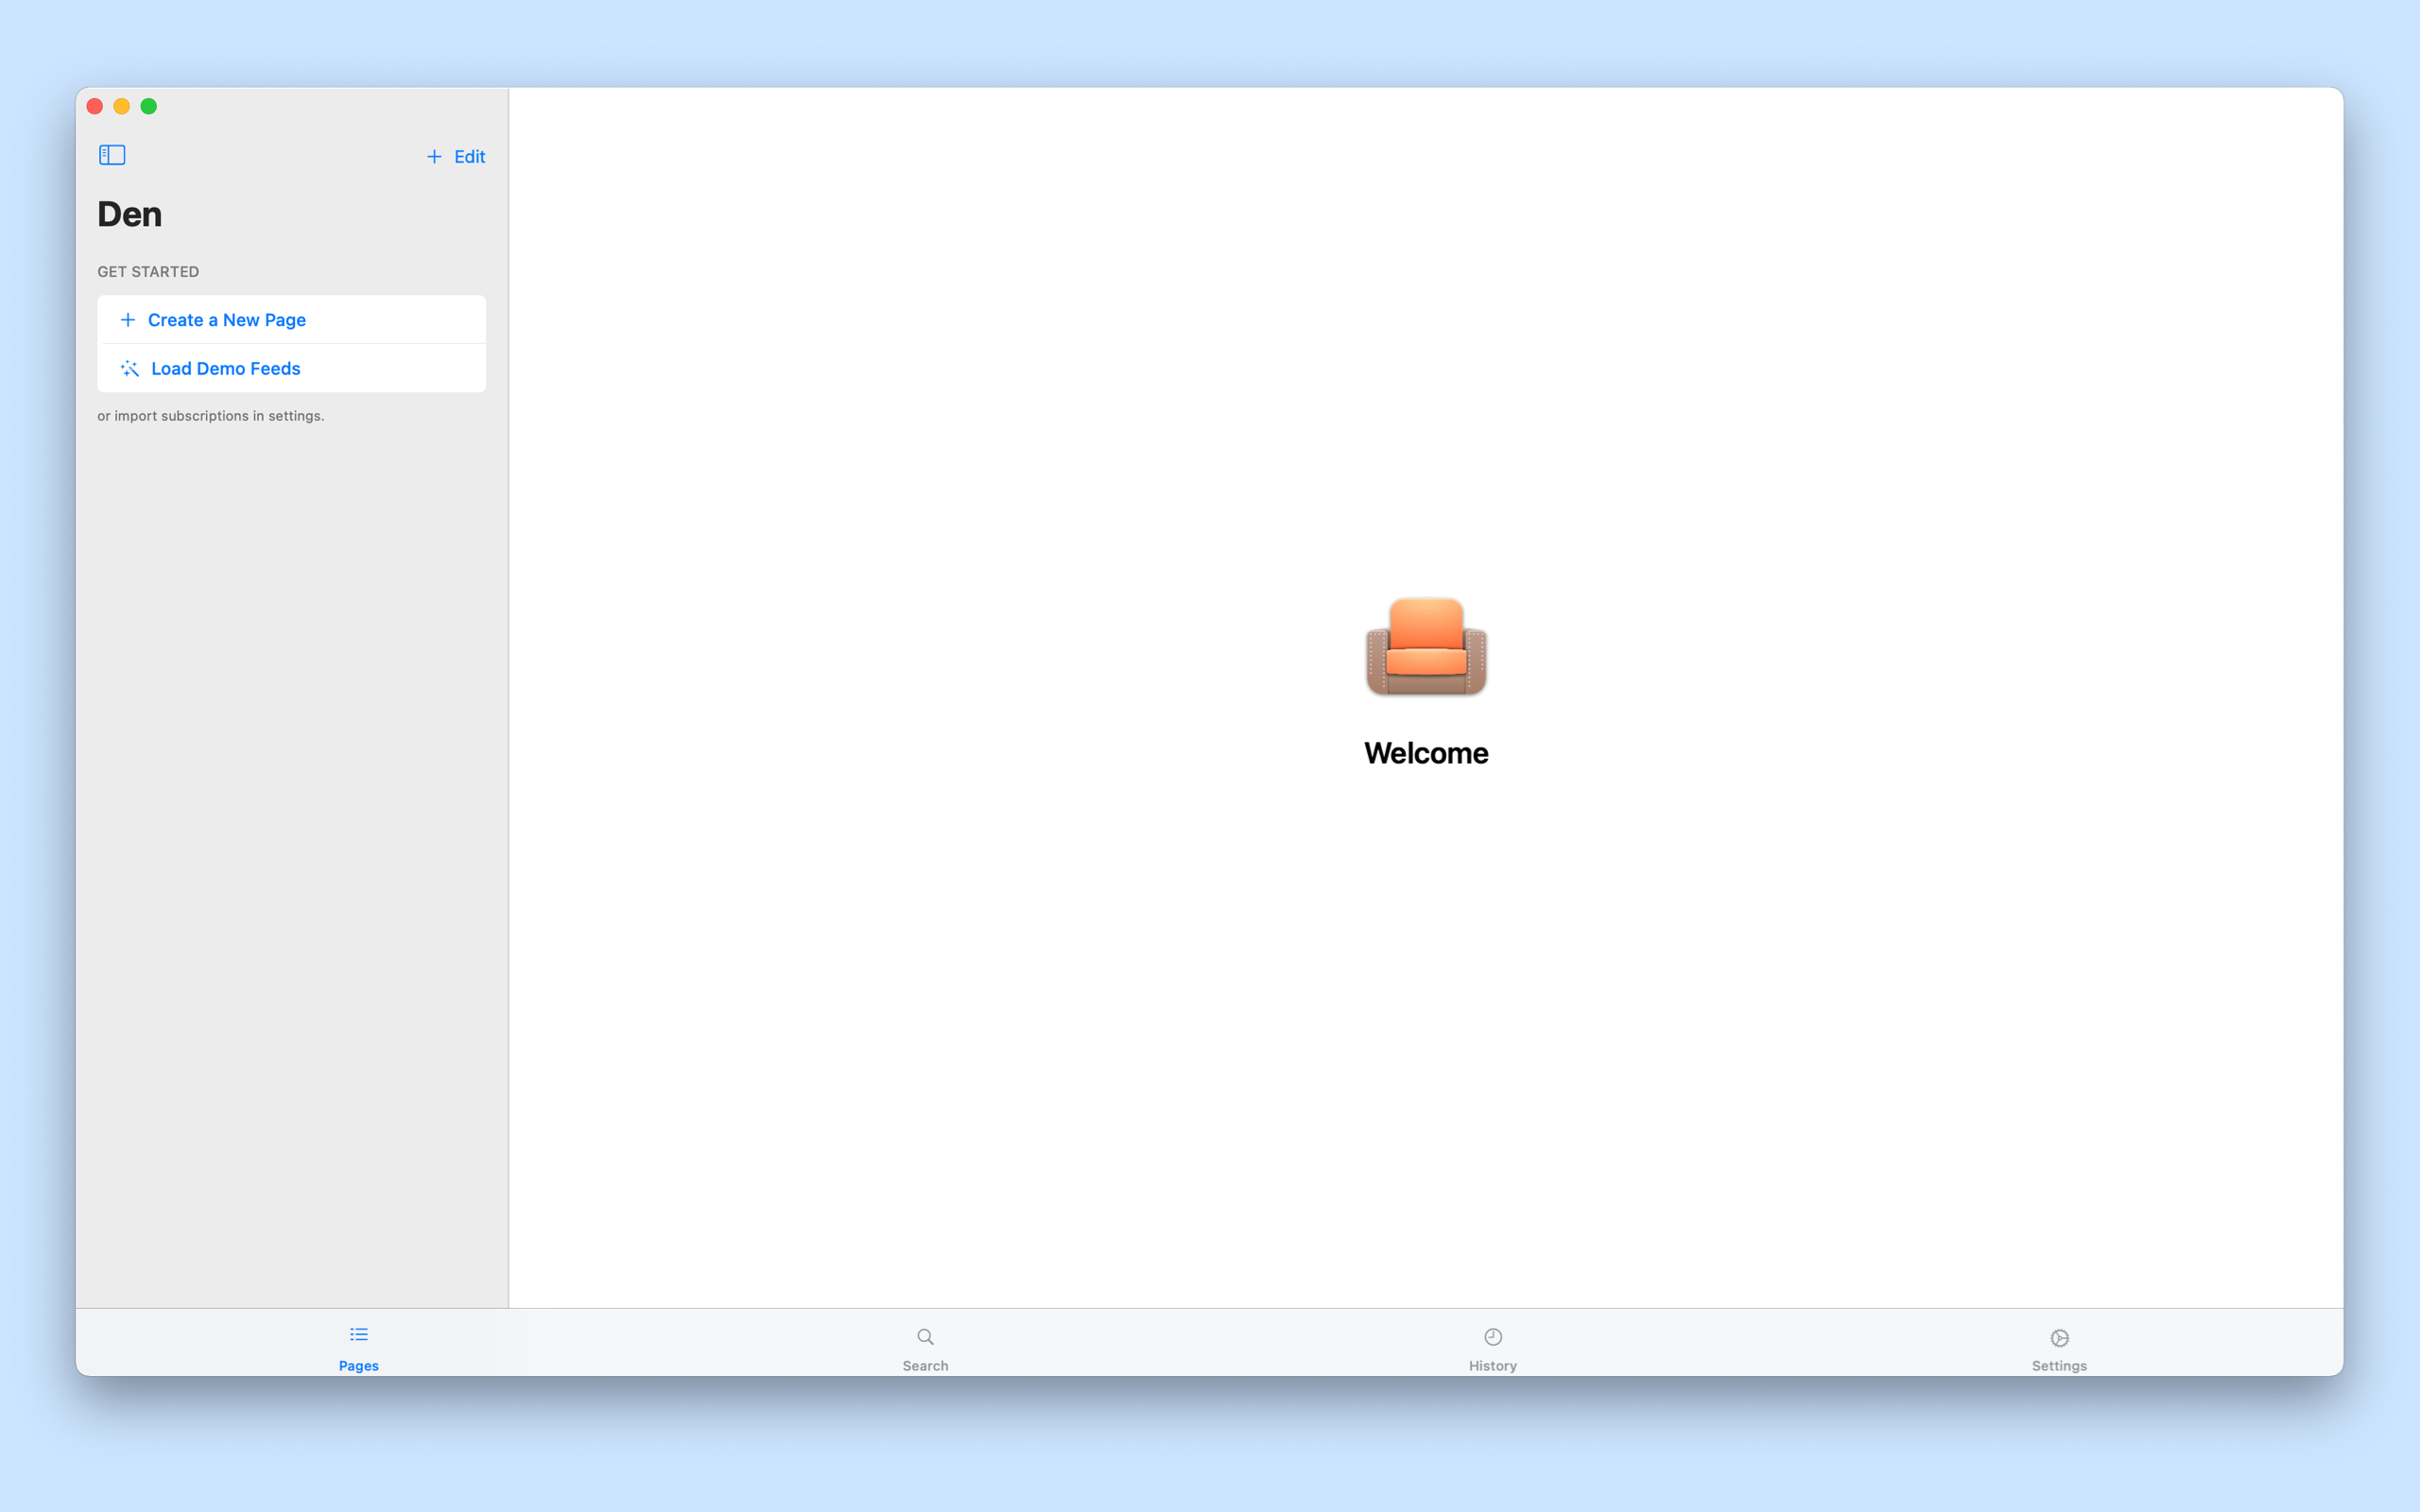 Edit
Den
GET STARTED
Create a New Page
Load Demo Feeds
or import subscriptions in settings.
Welcome
Pages
Search
History
Settings